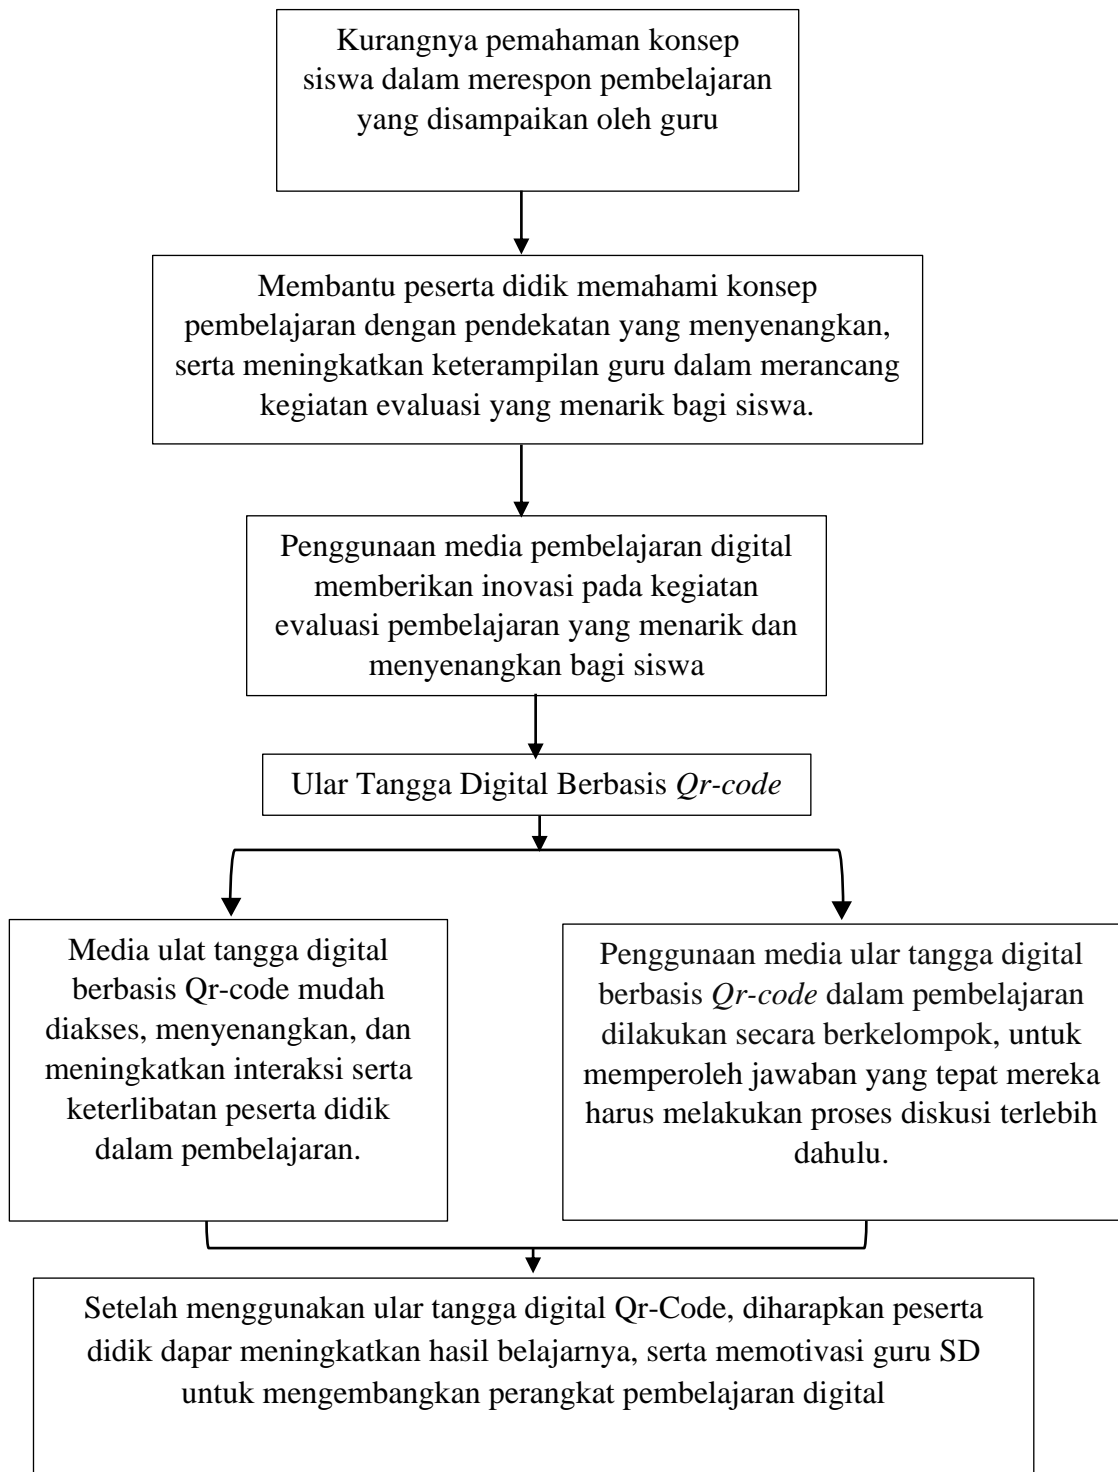 Kurangnya pemahaman konsep
siswa dalam merespon pembelajaran
yang disampaikan oleh guru
Membantu peserta didik memahami konsep
pembelajaran dengan pendekatan yang menyenangkan,
serta meningkatkan keterampilan guru dalam merancang
kegiatan evaluasi yang menarik bagi siswa.
Penggunaan media pembelajaran digital
memberikan inovasi pada kegiatan
evaluasi pembelajaran yang menarik dan
menyenangkan bagi siswa
Ular Tangga Digital Berbasis Qr-code
Media ulat tangga digital
berbasis Qr-code mudah
diakses, menyenangkan, dan
meningkatkan interaksi serta
keterlibatan peserta didik
dalam pembelajaran.
Penggunaan media ular tangga digital
berbasis Qr-code dalam pembelajaran
dilakukan secara berkelompok, untuk
memperoleh jawaban yang tepat mereka
harus melakukan proses diskusi terlebih
dahulu.
Setelah menggunakan ular tangga digital Qr-Code, diharapkan peserta
didik dapar meningkatkan hasil belajarnya, serta memotivasi guru SD
untuk mengembangkan perangkat pembelajaran digital